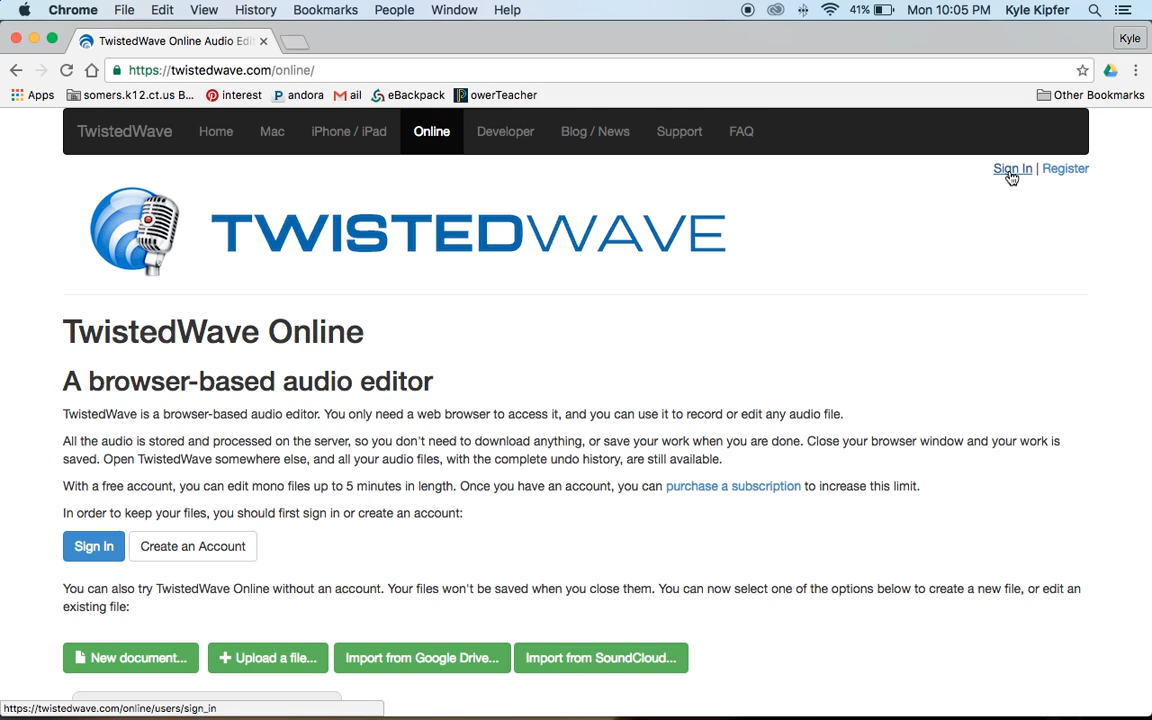 Chrome File Edit View History Bookmarks People Window Help 41% Mon 10:05 PM Kyle Kipfer
TwistedWave Online Audio Edi Kyle
https://twistedwave.com/online/
Apps somers.k12.ct.us B... interest andora ail eBackpack owerTeacher Other Bookmarks
TwistedWave Home Mac iPhone / iPad Online Developer Blog / News Support FAQ
Sign In | Register
TWISTEDWAVE
TwistedWave Online
A browser-based audio editor
TwistedWave is a browser-based audio editor. You only need a web browser to access it, and you can use it to record or edit any audio file.
All the audio is stored and processed on the server, so you don't need to download anything, or save your work when you are done. Close your browser window and your work is
saved. Open TwistedWave somewhere else, and all your audio files, with the complete undo history, are still available.
With a free account, you can edit mono files up to 5 minutes in length. Once you have an account, you can purchase a subscription to increase this limit.
In order to keep your files, you should first sign in or create an account:
Sign In Create an Account
You can also try TwistedWave Online without an account. Your files won't be saved when you close them. You can now select one of the options below to create a new file, or edit an
existing file:
New document... Upload a file... Import from Google Drive... Import from SoundCloud...
https://twistedwave.com/online/users/sign_in